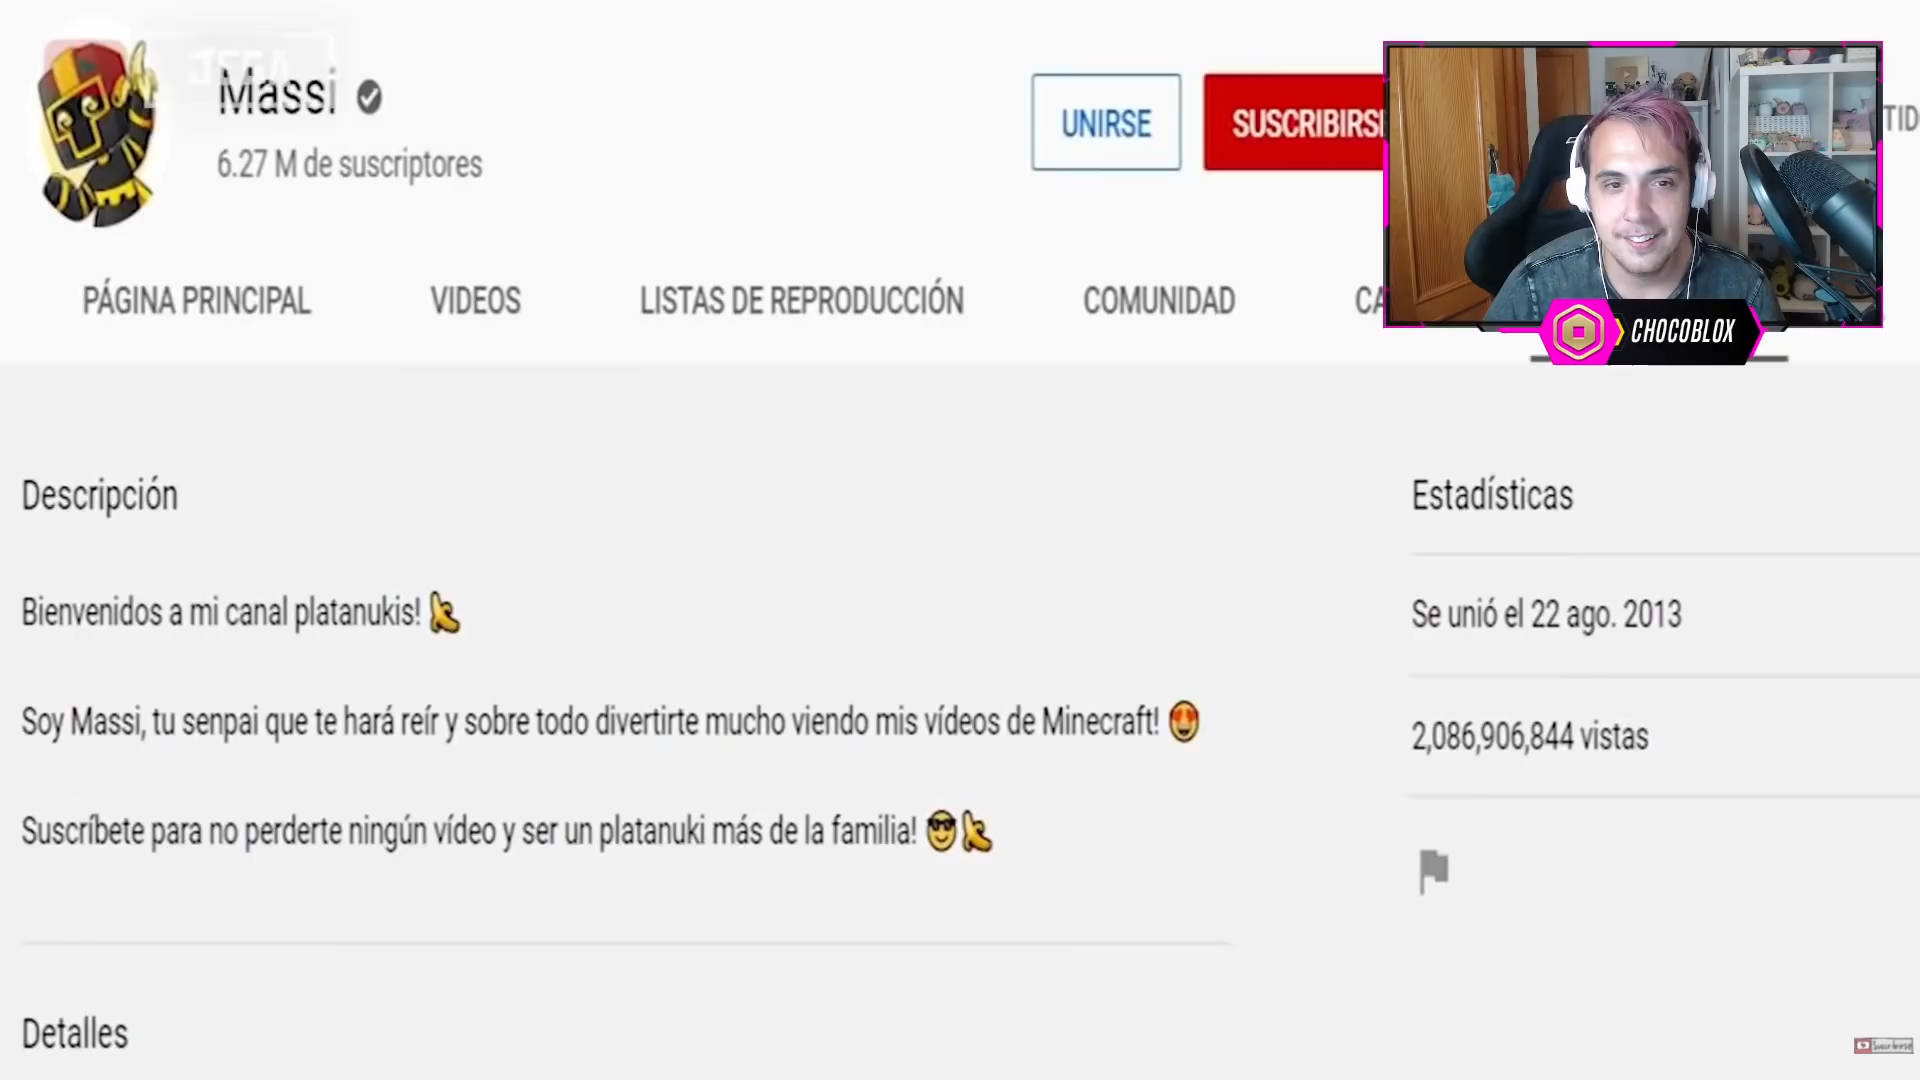 Massi
6.27 M de suscriptores
UNIRSE
SUSCRIBIRSE
PÁGINA PRINCIPAL
VIDEOS
LISTAS DE REPRODUCCIÓN
COMUNIDAD
CHOCOBLOX
Descripción
Bienvenidos a mi canal platanukis!
Soy Massi, tu senpai que te hará reír y sobre todo divertirte mucho viendo mis vídeos de Minecraft! 😍
Suscríbete para no perderte ningún vídeo y ser un platanuki más de la familia! 😎
Detalles
Estadísticas
Se unió el 22 ago. 2013
2,086,906,844 vistas